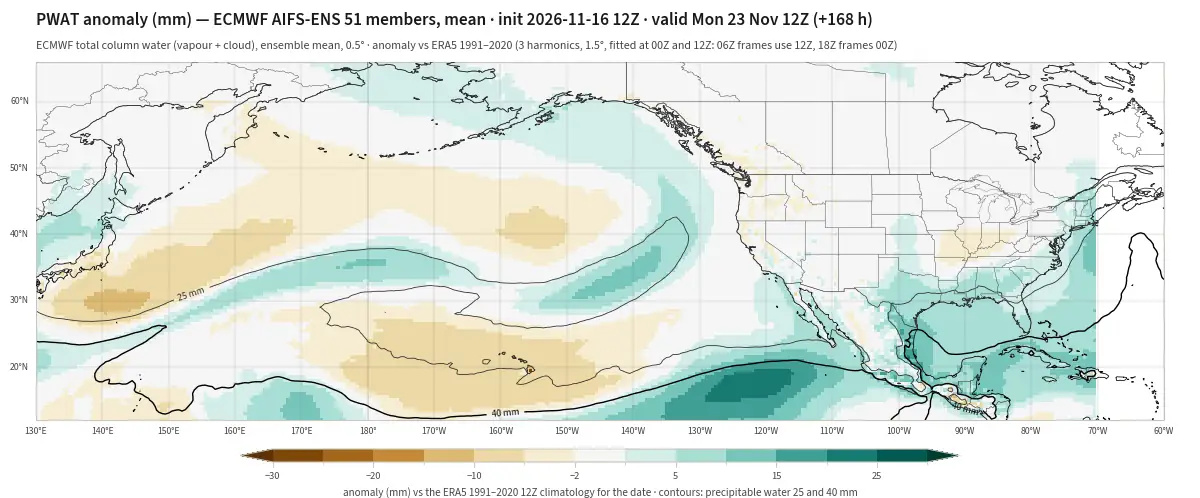 PWAT anomaly (mm) — ECMWF AIFS-ENS 51 members, mean · init 2026-11-16 12Z · valid Mon 23 Nov 12Z (+168 h)
ECMWF total column water (vapour + cloud), ensemble mean, 0.5° · anomaly vs ERA5 1991–2020 (3 harmonics, 1.5°, fitted at 00Z and 12Z: 06Z frames use 12Z, 18Z frames 00Z)
60°N
50°N
40°N
30°N
20°N
25 mm
40 mm
130°E 140°E 150°E 160°E 170°E 180° 170°W 160°W 150°W 140°W 130°W 120°W 110°W 100°W 90°W 80°W 70°W 60°W
−30 −20 −10 −2 5 15 25
anomaly (mm) vs the ERA5 1991–2020 12Z climatology for the date · contours: precipitable water 25 and 40 mm